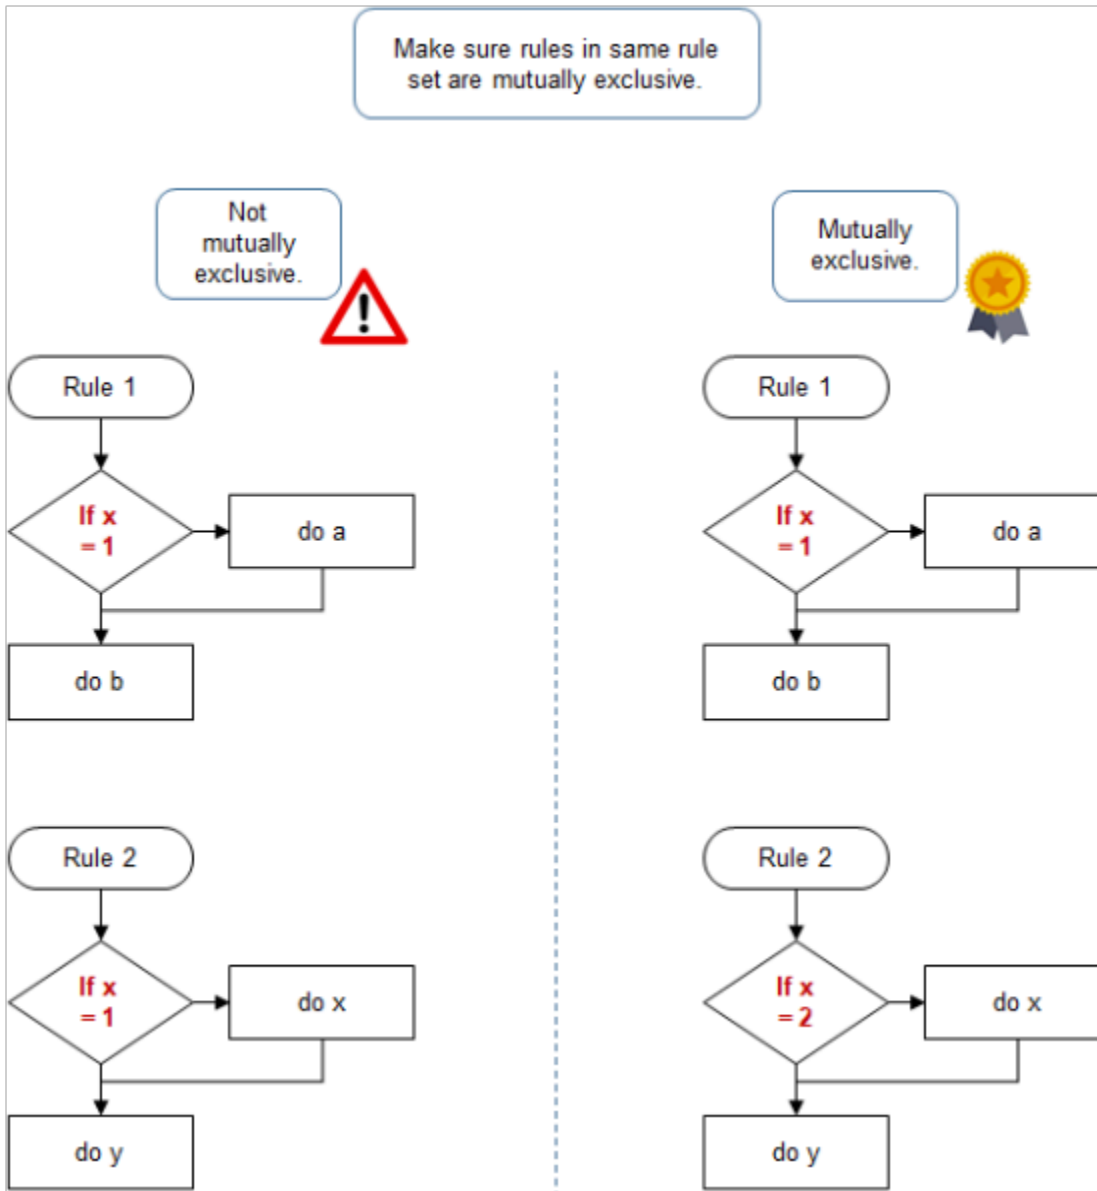 Make sure rules in same rule
set are mutually exclusive.
Not
mutually
exclusive.
Mutually
exclusive.
Rule 1
If x
= 1
do a
do b
Rule 2
If x
= 1
do x
do y
Rule 1
If x
= 1
do a
do b
Rule 2
If x
= 2
do x
do y